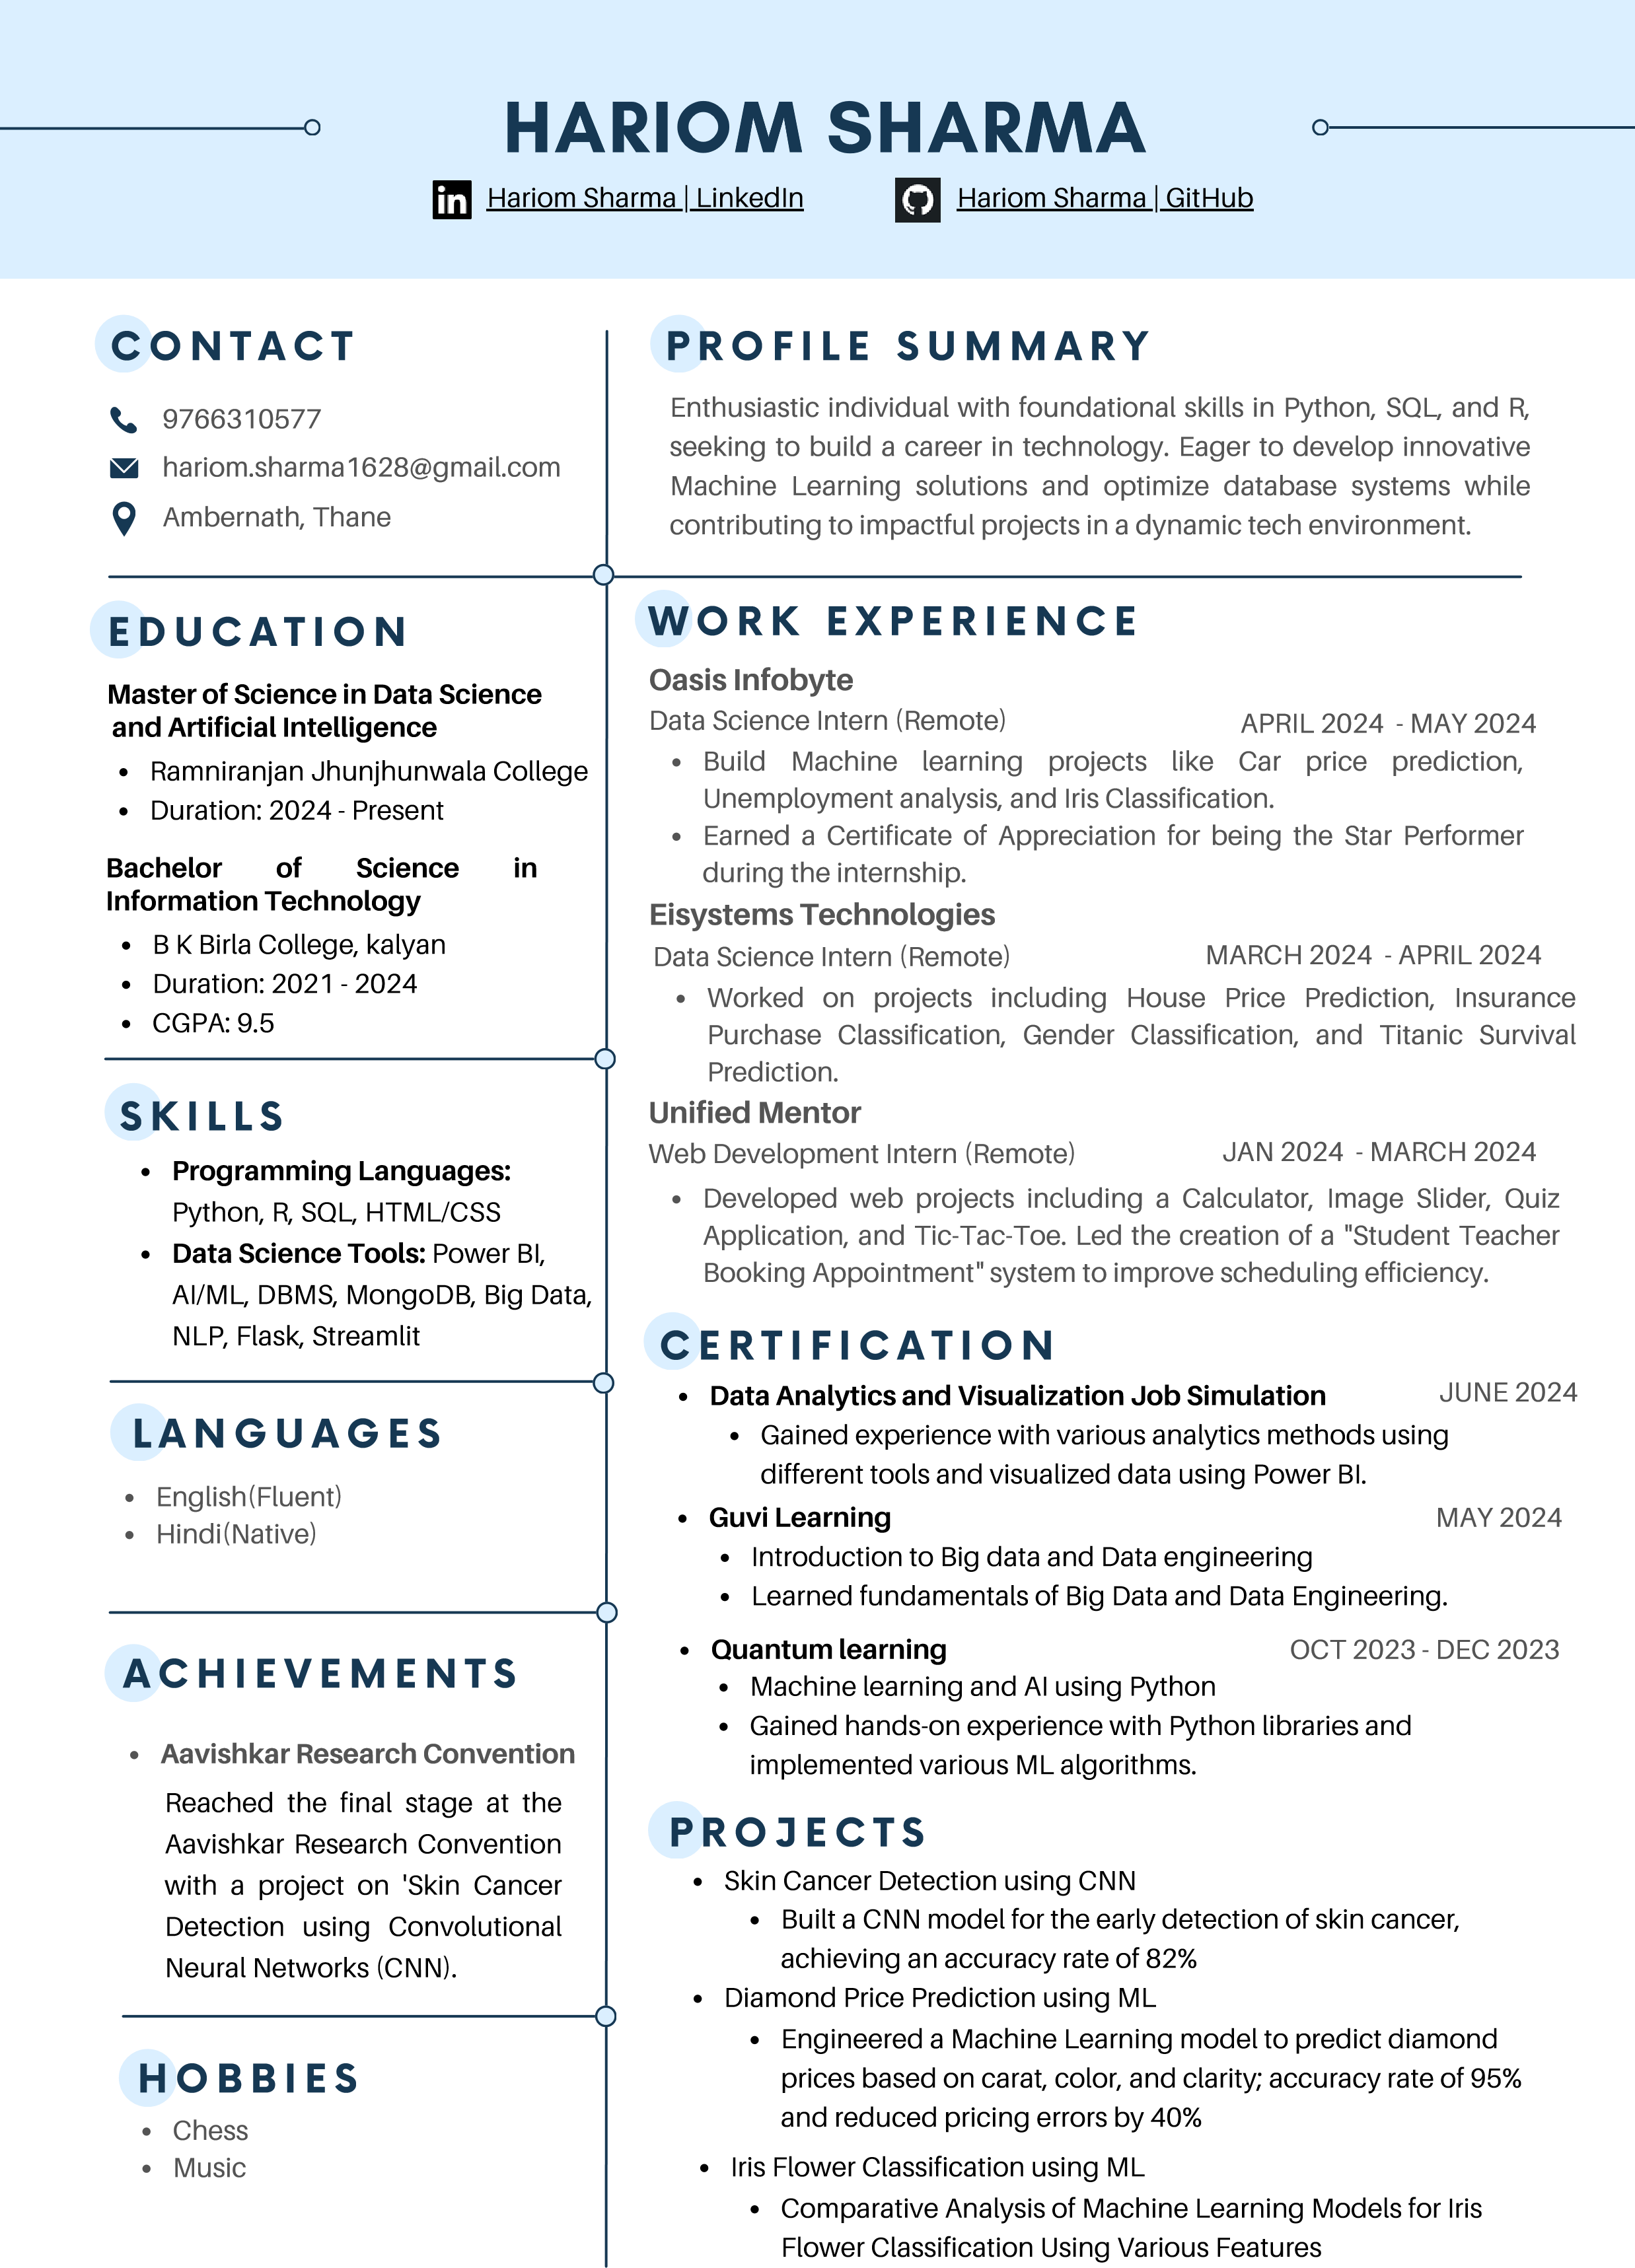 HARIOM SHARMA
Hariom Sharma | LinkedIn
Hariom Sharma | GitHub
CONTACT
9766310577
hariom.sharma1628@gmail.com
Ambernath, Thane
EDUCATION
Master of Science in Data Science
and Artificial Intelligence
• Ramniranjan Jhunjhunwala College
• Duration: 2024 - Present
Bachelor of Science in
Information Technology
• B K Birla College, kalyan
• Duration: 2021 - 2024
• CGPA: 9.5
SKILLS
• Programming Languages:
Python, R, SQL, HTML/CSS
• Data Science Tools: Power BI,
AI/ML, DBMS, MongoDB, Big Data,
NLP, Flask, Streamlit
LANGUAGES
• English(Fluent)
• Hindi(Native)
ACHIEVEMENTS
• Aavishkar Research Convention
Reached the final stage at the
Aavishkar Research Convention
with a project on 'Skin Cancer
Detection using Convolutional
Neural Networks (CNN).
HOBBIES
• Chess
• Music
PROFILE SUMMARY
Enthusiastic individual with foundational skills in Python, SQL, and R,
seeking to build a career in technology. Eager to develop innovative
Machine Learning solutions and optimize database systems while
contributing to impactful projects in a dynamic tech environment.
WORK EXPERIENCE
Oasis Infobyte
Data Science Intern (Remote) APRIL 2024 - MAY 2024
• Build Machine learning projects like Car price prediction,
Unemployment analysis, and Iris Classification.
• Earned a Certificate of Appreciation for being the Star Performer
during the internship.
Eisystems Technologies
Data Science Intern (Remote) MARCH 2024 - APRIL 2024
• Worked on projects including House Price Prediction, Insurance
Purchase Classification, Gender Classification, and Titanic Survival
Prediction.
Unified Mentor
Web Development Intern (Remote) JAN 2024 - MARCH 2024
• Developed web projects including a Calculator, Image Slider, Quiz
Application, and Tic-Tac-Toe. Led the creation of a "Student Teacher
Booking Appointment" system to improve scheduling efficiency.
CERTIFICATION
• Data Analytics and Visualization Job Simulation JUNE 2024
• Gained experience with various analytics methods using
different tools and visualized data using Power BI.
• Guvi Learning MAY 2024
• Introduction to Big data and Data engineering
• Learned fundamentals of Big Data and Data Engineering.
• Quantum learning OCT 2023 - DEC 2023
• Machine learning and AI using Python
• Gained hands-on experience with Python libraries and
implemented various ML algorithms.
PROJECTS
• Skin Cancer Detection using CNN
• Built a CNN model for the early detection of skin cancer,
achieving an accuracy rate of 82%
• Diamond Price Prediction using ML
• Engineered a Machine Learning model to predict diamond
prices based on carat, color, and clarity; accuracy rate of 95%
and reduced pricing errors by 40%
• Iris Flower Classification using ML
• Comparative Analysis of Machine Learning Models for Iris
Flower Classification Using Various Features